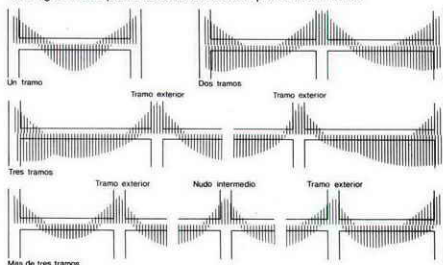 Un tramo
Dos tramos
Tramo exterior
Tramo exterior
Tres tramos
Tramo exterior
Nudo intermedio
Tramo exterior
Mas de tres tramos